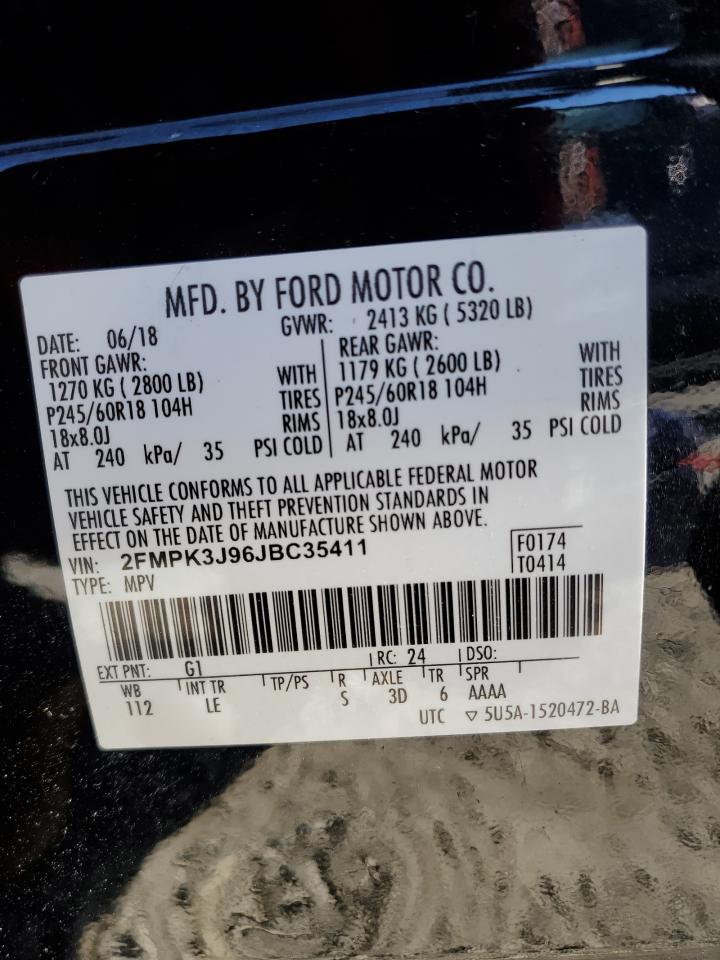 MFD. BY FORD MOTOR CO.
DATE: 06/18 GVWR: 2413 KG ( 5320 LB)
FRONT GAWR: REAR GAWR:
1270 KG ( 2800 LB) WITH 1179 KG ( 2600 LB) WITH
P245/60R18 104H TIRES P245/60R18 104H TIRES
18x8.0J RIMS 18x8.0J RIMS
AT 240 kPa/ 35 PSI COLD AT 240 kPa/ 35 PSI COLD
THIS VEHICLE CONFORMS TO ALL APPLICABLE FEDERAL MOTOR
VEHICLE SAFETY AND THEFT PREVENTION STANDARDS IN
EFFECT ON THE DATE OF MANUFACTURE SHOWN ABOVE.
VIN: 2FMPK3J96JBC35411 F0174
TYPE: MPV T0414
EXT PNT: G1 RC: 24 DSO:
WB INT TR TP/PS R AXLE TR SPR
112 LE S 3D 6 AAAA
UTC ▽ 5U5A-1520472-BA